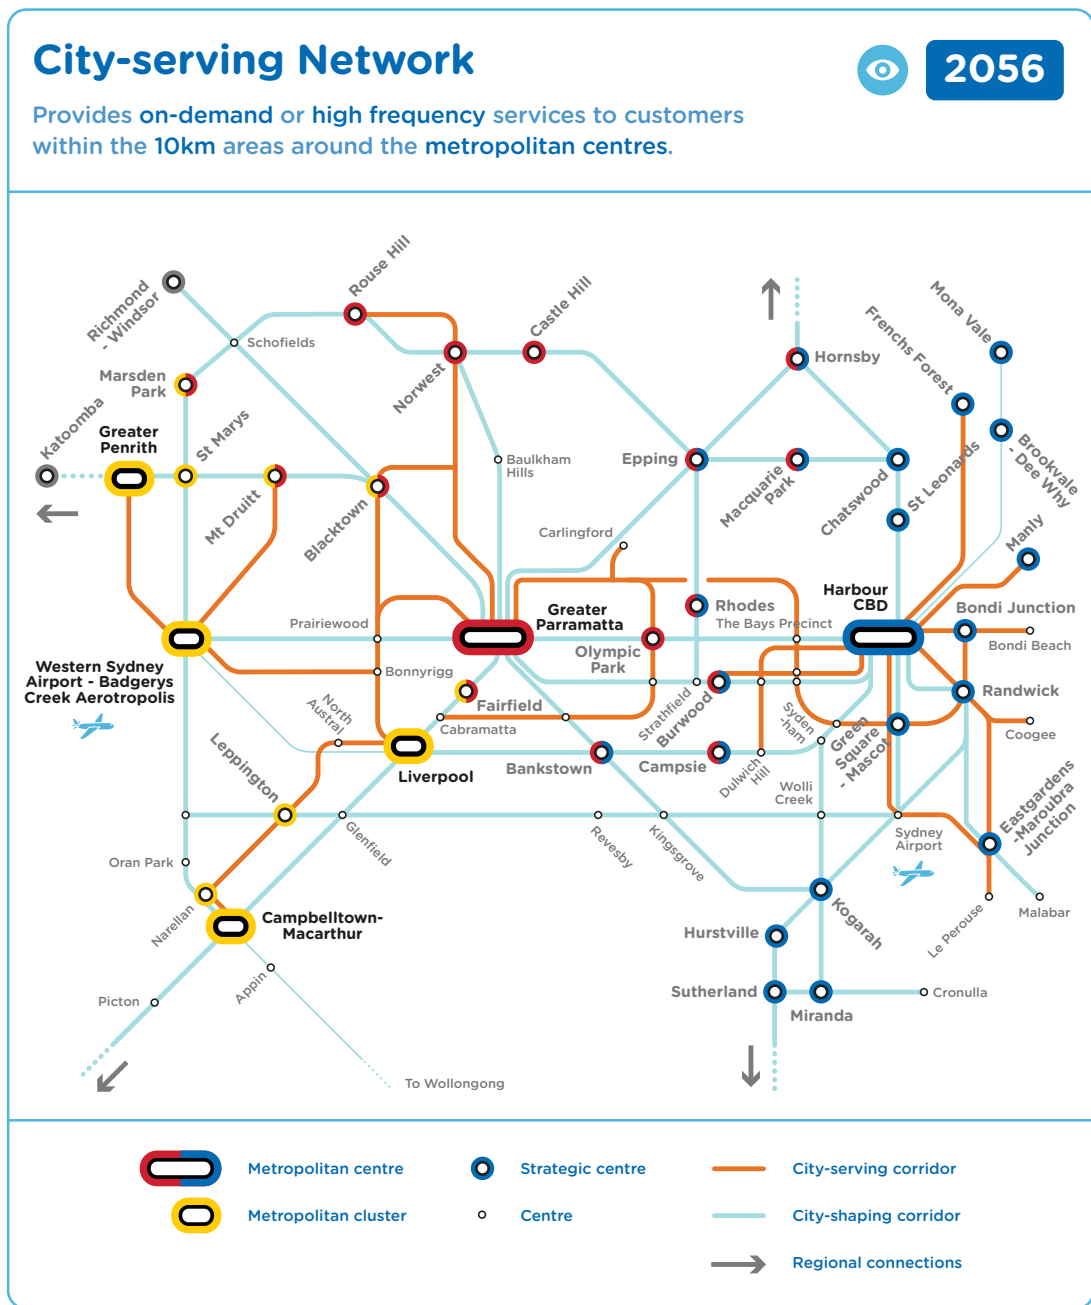 City-serving Network
2056
Provides on-demand or high frequency services to customers
within the 10km areas around the metropolitan centres.
Richmond
- Windsor
Rouse Hill
Castle Hill
Schofields
Marsden
Park
Norwest
Hornsby
Frenchs Forest
Mona Vale
Katoomba
Greater
Penrith
St Marys
Mt Druitt
Blacktown
Baulkham
Hills
Epping
Macquarie
Park
Chatswood
St Leonards
Brookvale
- Dee Why
Manly
Carlingford
Harbour
CBD
Greater
Parramatta
Rhodes
The Bays Precinct
Bondi Junction
Bondi Beach
Prairiewood
Olympic
Park
Western Sydney
Airport - Badgerys
Creek Aerotropolis
Bonnyrigg
Fairfield
Cabramatta
Strathfield
Burwood
Randwick
Coogee
North
Austral
Liverpool
Bankstown
Campsie
Dulwich
Hill
Syden
-ham
Green
Square
- Mascot
Leppington
Wolli
Creek
Glenfield
Revesby
Kingsgrove
Sydney
Airport
Eastgardens
-Maroubra
Junction
Oran Park
Narellan
Campbelltown-
Macarthur
Kogarah
Le Perouse
Malabar
Hurstville
Appin
Picton
Sutherland
Miranda
Cronulla
To Wollongong
Metropolitan centre
Strategic centre
City-serving corridor
Metropolitan cluster
Centre
City-shaping corridor
Regional connections